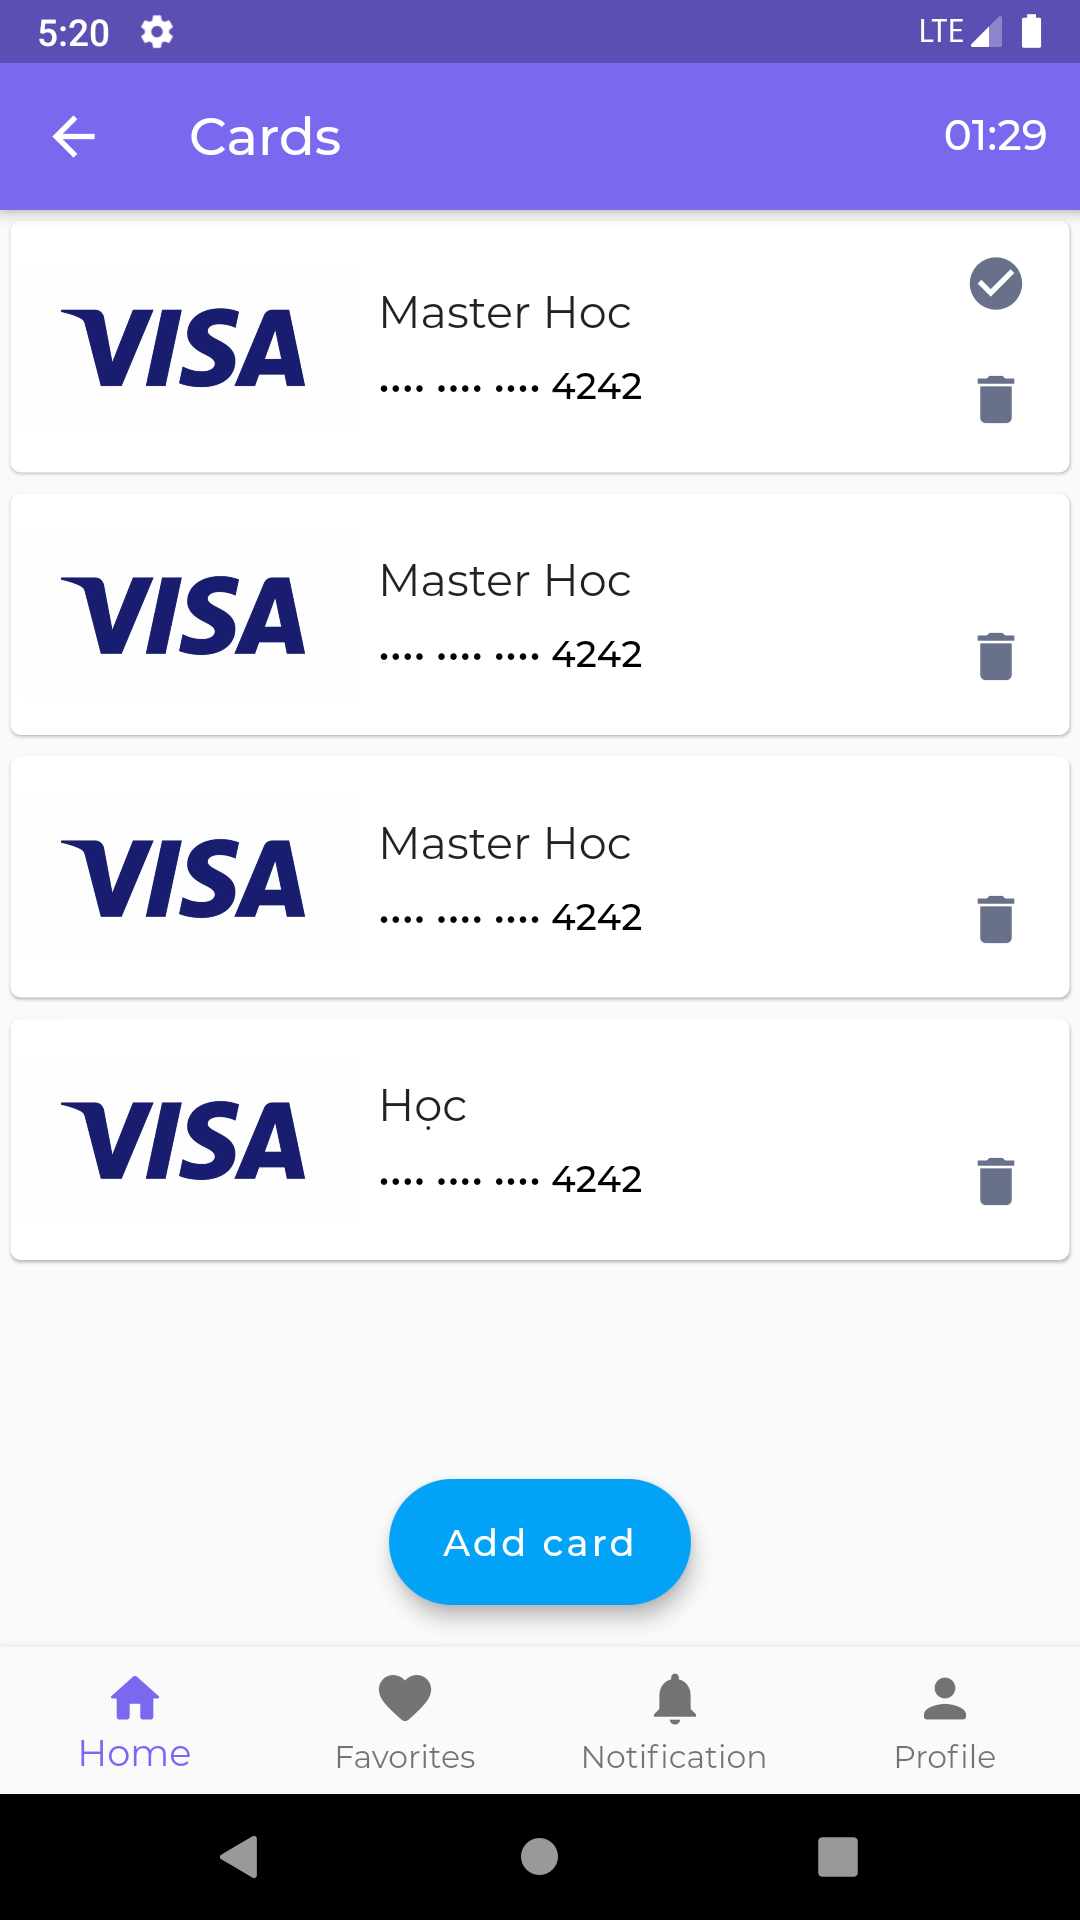 5:20 LTE
Cards 01:29
VISA Master Hoc
•••• •••• •••• 4242
VISA Master Hoc
•••• •••• •••• 4242
VISA Master Hoc
•••• •••• •••• 4242
VISA Học
•••• •••• •••• 4242
Add card
Home Favorites Notification Profile